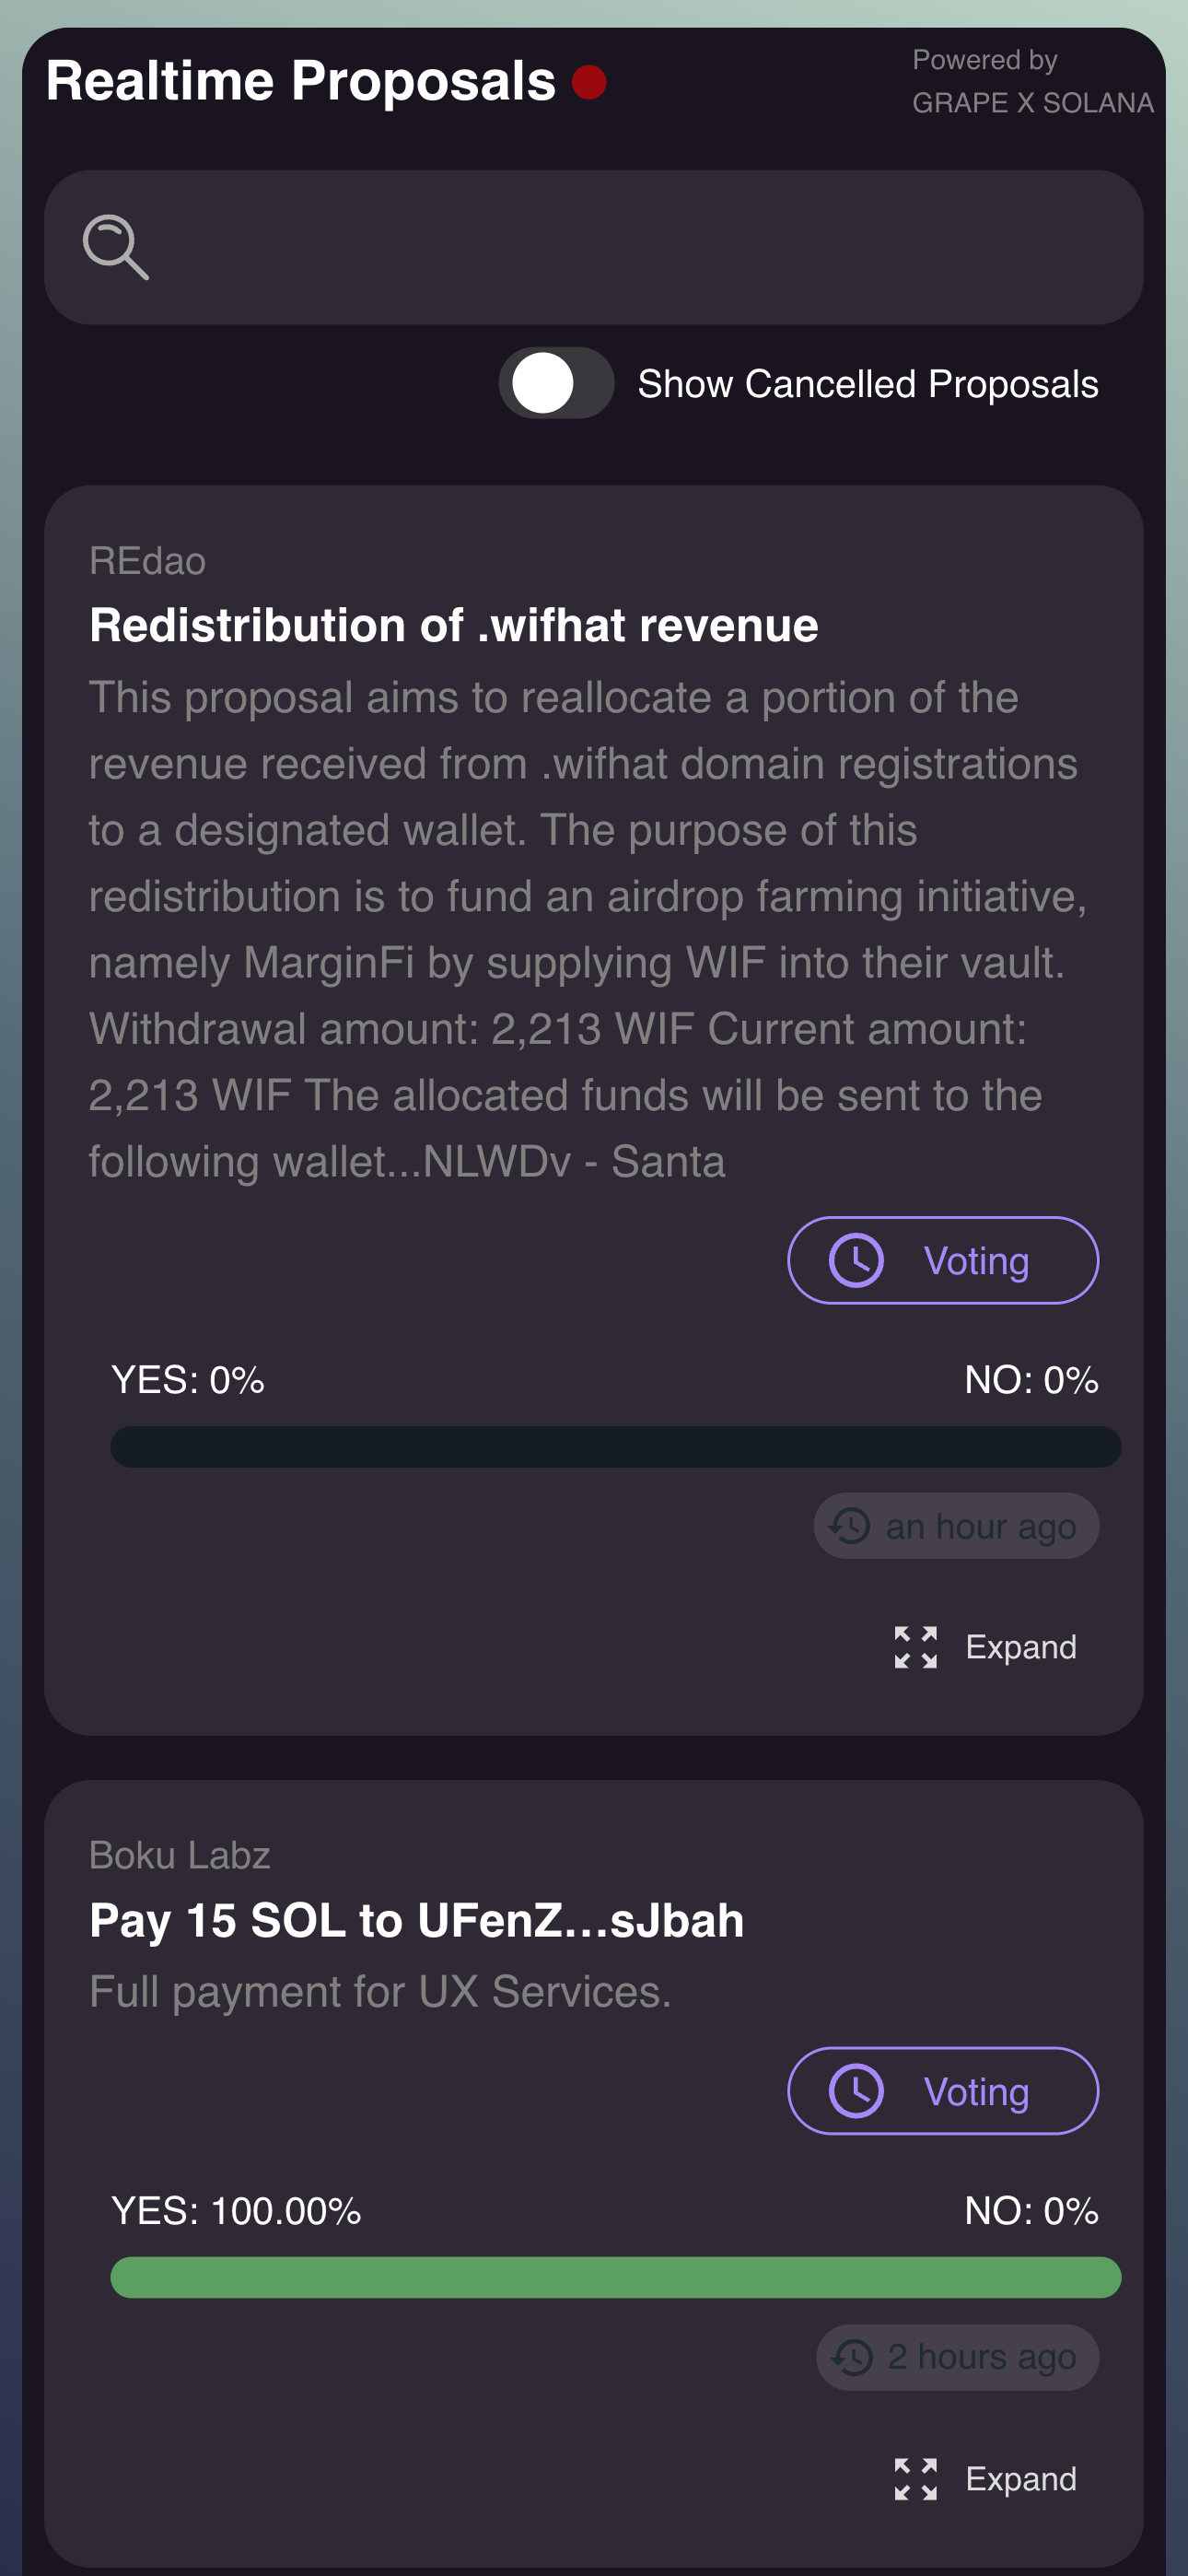 Realtime Proposals
Powered by
GRAPE X SOLANA
Show Cancelled Proposals
REdao
Redistribution of .wifhat revenue
This proposal aims to reallocate a portion of the
revenue received from .wifhat domain registrations
to a designated wallet. The purpose of this
redistribution is to fund an airdrop farming initiative,
namely MarginFi by supplying WIF into their vault.
Withdrawal amount: 2,213 WIF Current amount:
2,213 WIF The allocated funds will be sent to the
following wallet...NLWDv - Santa
Voting
YES: 0% NO: 0%
an hour ago
Expand
Boku Labz
Pay 15 SOL to UFenZ...sJbah
Full payment for UX Services.
Voting
YES: 100.00% NO: 0%
2 hours ago
Expand